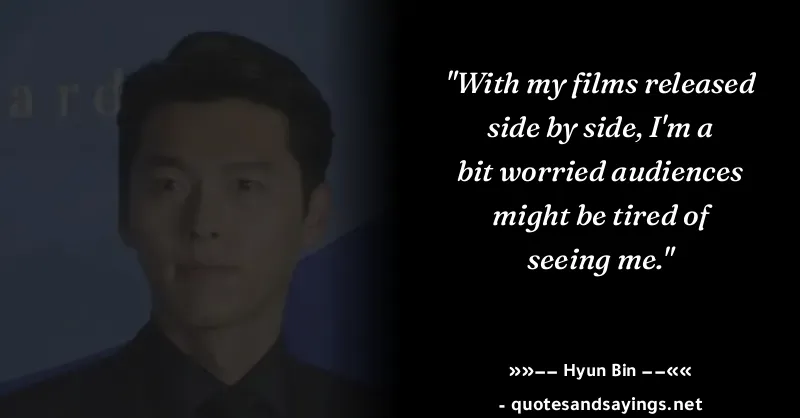 ard
"With my films released
side by side, I'm a
bit worried audiences
might be tired of
seeing me."
»»–– Hyun Bin ––««
- quotesandsayings.net